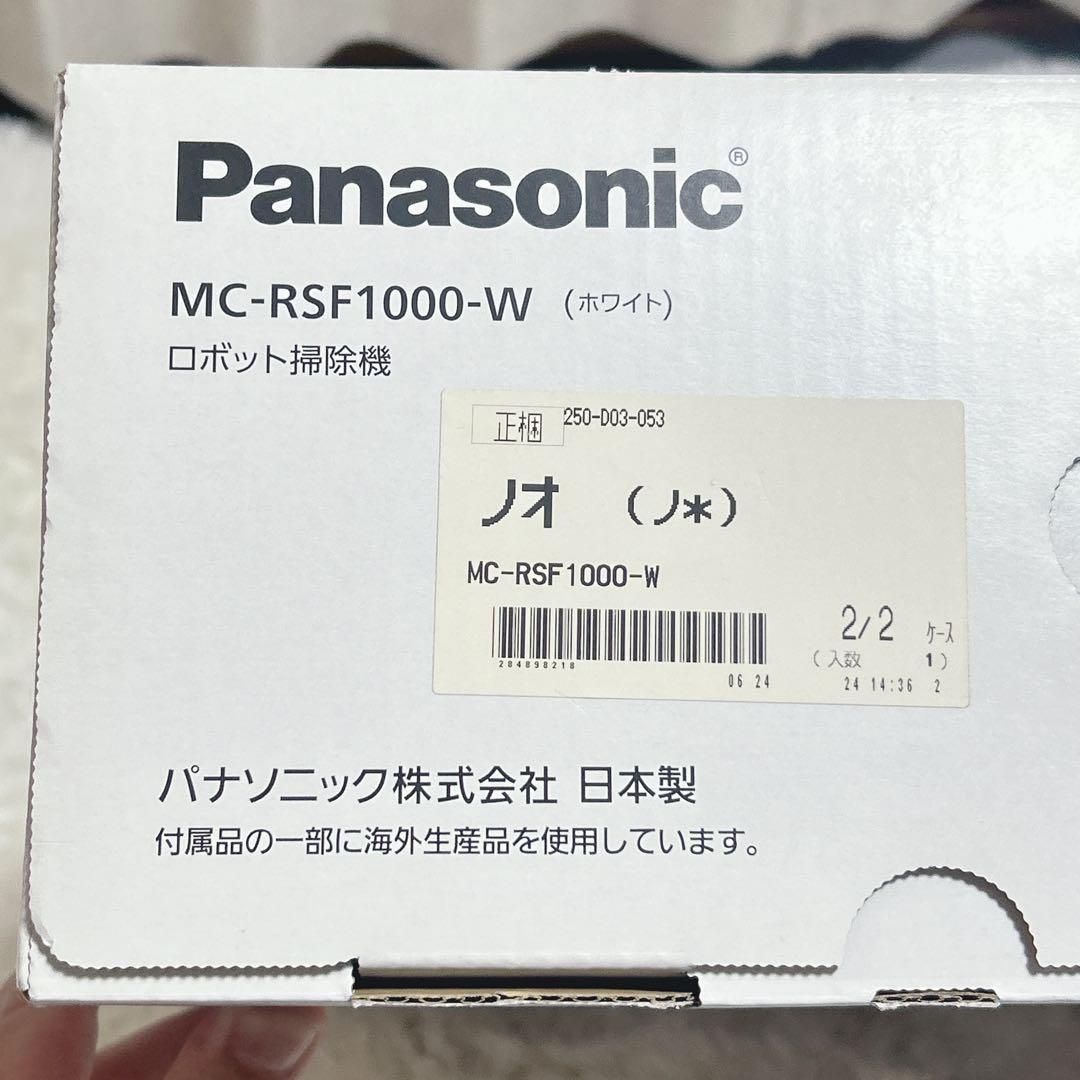 Panasonic®
MC-RSF1000-W (ホワイト)
ロボット掃除機
正梱 250-D03-053
ノオ (ノ*)
MC-RSF1000-W
284898218
06 24
2/2 ケース
(入数 1)
24 14:36 2
パナソニック株式会社 日本製
付属品の一部に海外生産品を使用しています。